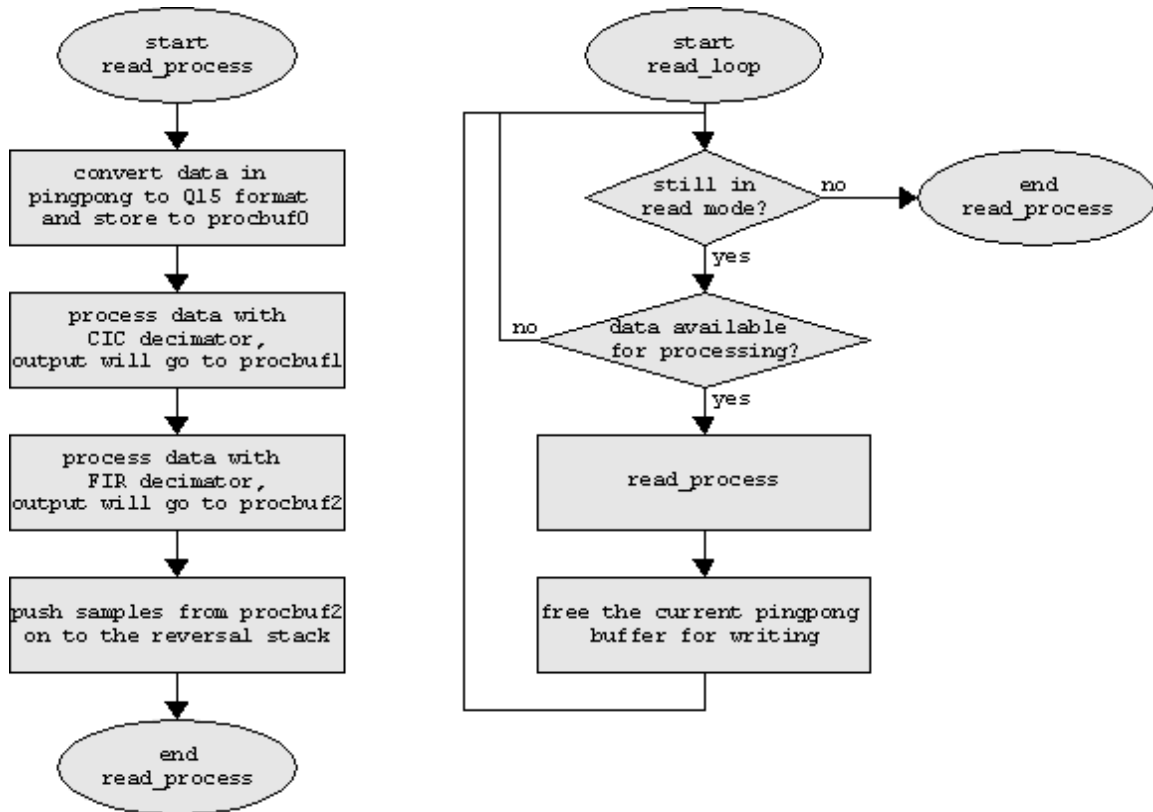 start
read_process
convert data in
pingpong to Q15 format
and store to procbuf0
process data with
CIC decimator,
output will go to procbuf1
process data with
FIR decimator,
output will go to procbuf2
push samples from procbuf2
on to the reversal stack
end
read_process
start
read_loop
still in
read mode?
no
end
read_process
yes
no
data available
for processing?
yes
read_process
free the current pingpong
buffer for writing